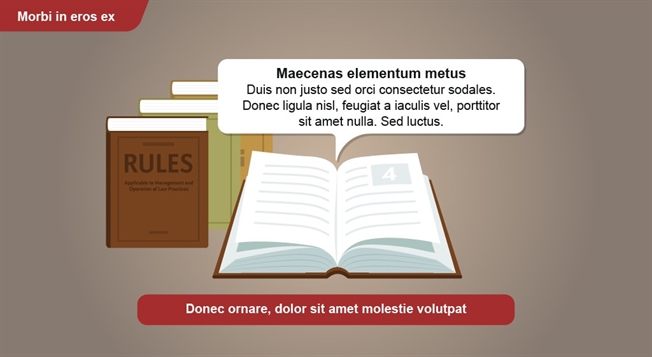 Morbi in eros ex
Maecenas elementum metus
Duis non justo sed orci consectetur sodales.
Donec ligula nisl, feugiat a iaculis vel, porttitor
sit amet nulla. Sed luctus.
RULES
Applicable to Management and
Operation of Law Practices
4
Donec ornare, dolor sit amet molestie volutpat